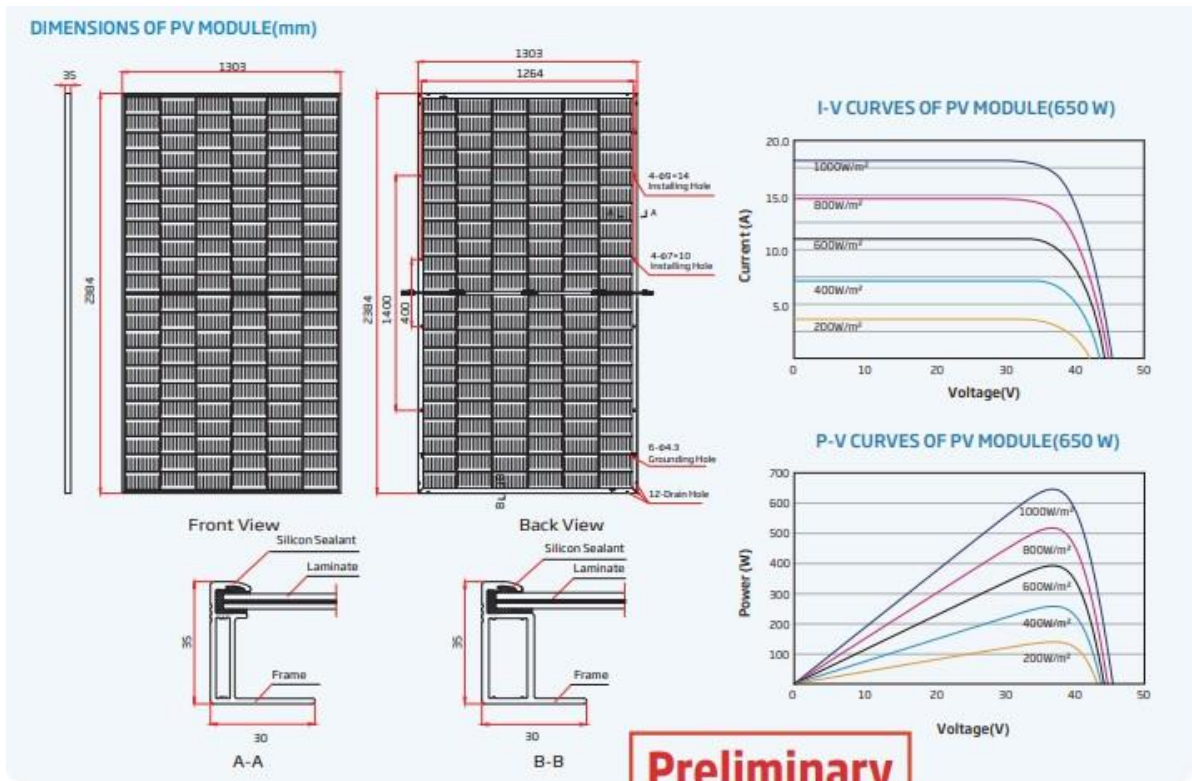 DIMENSIONS OF PV MODULE(mm)
35
1303
2384
Front View
1303
1264
2384
1400
400
4-φ9×14
Installing Hole
A
A
4-φ7×10
Installing Hole
6-φ4.3
Grounding Hole
12-Drain Hole
B
B
Back View
Silicon Sealant
Laminate
Frame
35
30
A-A
Silicon Sealant
Laminate
Frame
35
30
B-B
I-V CURVES OF PV MODULE(650 W)
Current (A)
20.0
15.0
10.0
5.0
1000W/m²
800W/m²
600W/m²
400W/m²
200W/m²
0
10
20
30
40
50
Voltage(V)
P-V CURVES OF PV MODULE(650 W)
Power (W)
700
600
500
400
300
200
100
1000W/m²
800W/m²
600W/m²
400W/m²
200W/m²
0
10
20
30
40
50
Voltage(V)
Preliminary